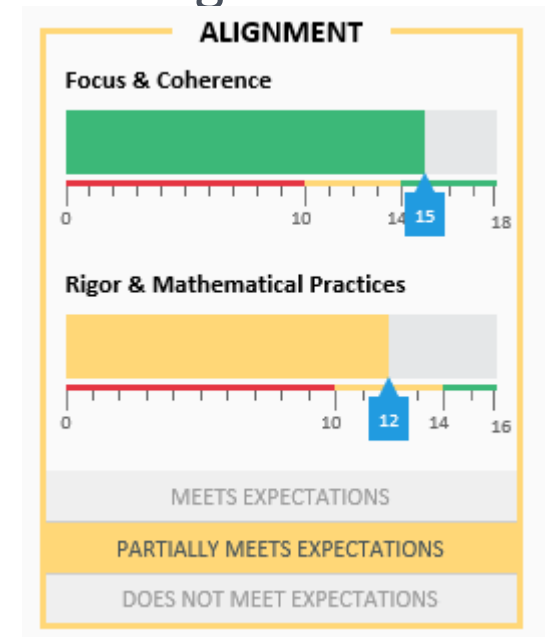 ALIGNMENT
Focus & Coherence
15
0 10 14 18
Rigor & Mathematical Practices
12
0 10 14 16
MEETS EXPECTATIONS
PARTIALLY MEETS EXPECTATIONS
DOES NOT MEET EXPECTATIONS